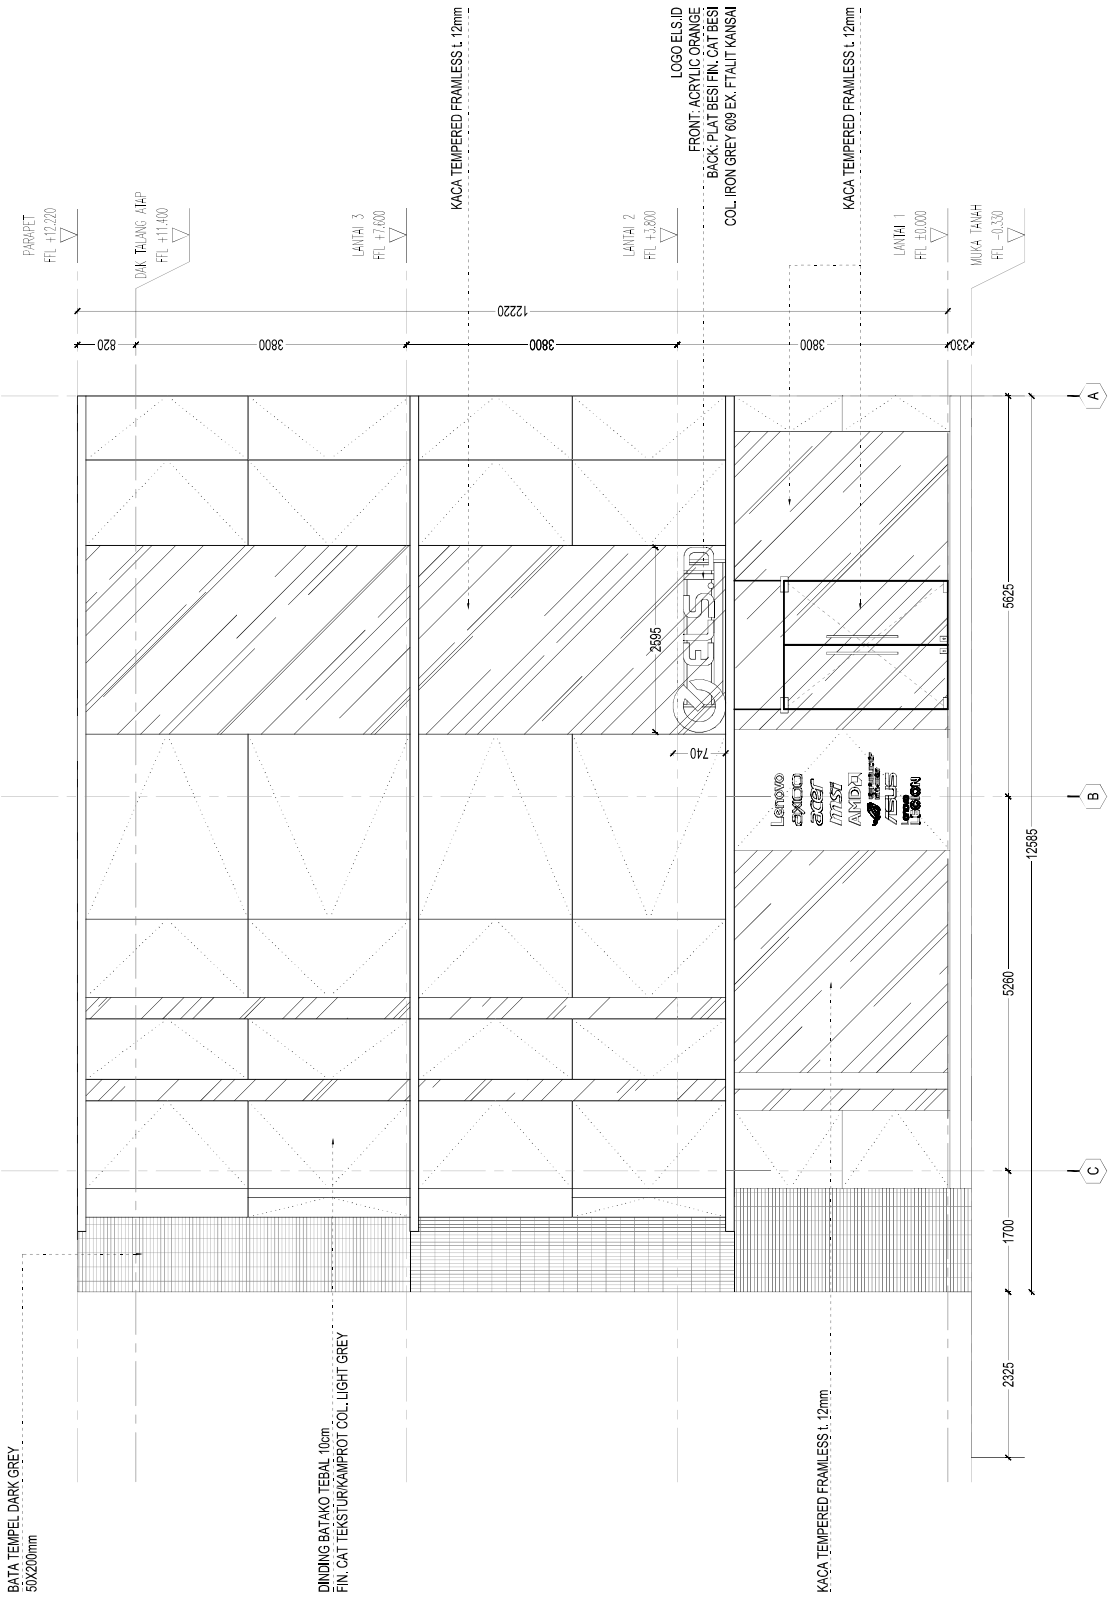 PARAPET
FFL +12.220
DAK TALANG ATAP
FFL +11.400
LANTAI 3
FFL +7.600
LANTAI 2
FFL +3.800
LANTAI 1
FFL ±0.000
MUKA TANAH
FFL -0.330
KACA TEMPERED FRAMLESS t. 12mm
LOGO ELS.ID
FRONT: ACRYLIC ORANGE
BACK: PLAT BESI FIN. CAT BESI
COL. IRON GREY 609 EX. FTALIT KANSAI
KACA TEMPERED FRAMLESS t. 12mm
12220
820
3800
3800
3800
330
A
B
C
5625
5260
1700
2325
12585
2695
740
ELS.ID
Lenovo
AXIOO
acer
msi
AMD
ASUS
Lenovo
LEGION
BATA TEMPEL DARK GREY
50X200mm
DINDING BATAKO TEBAL 10cm
FIN. CAT TEKSTUR/KAMPROT COL. LIGHT GREY
KACA TEMPERED FRAMLESS t. 12mm